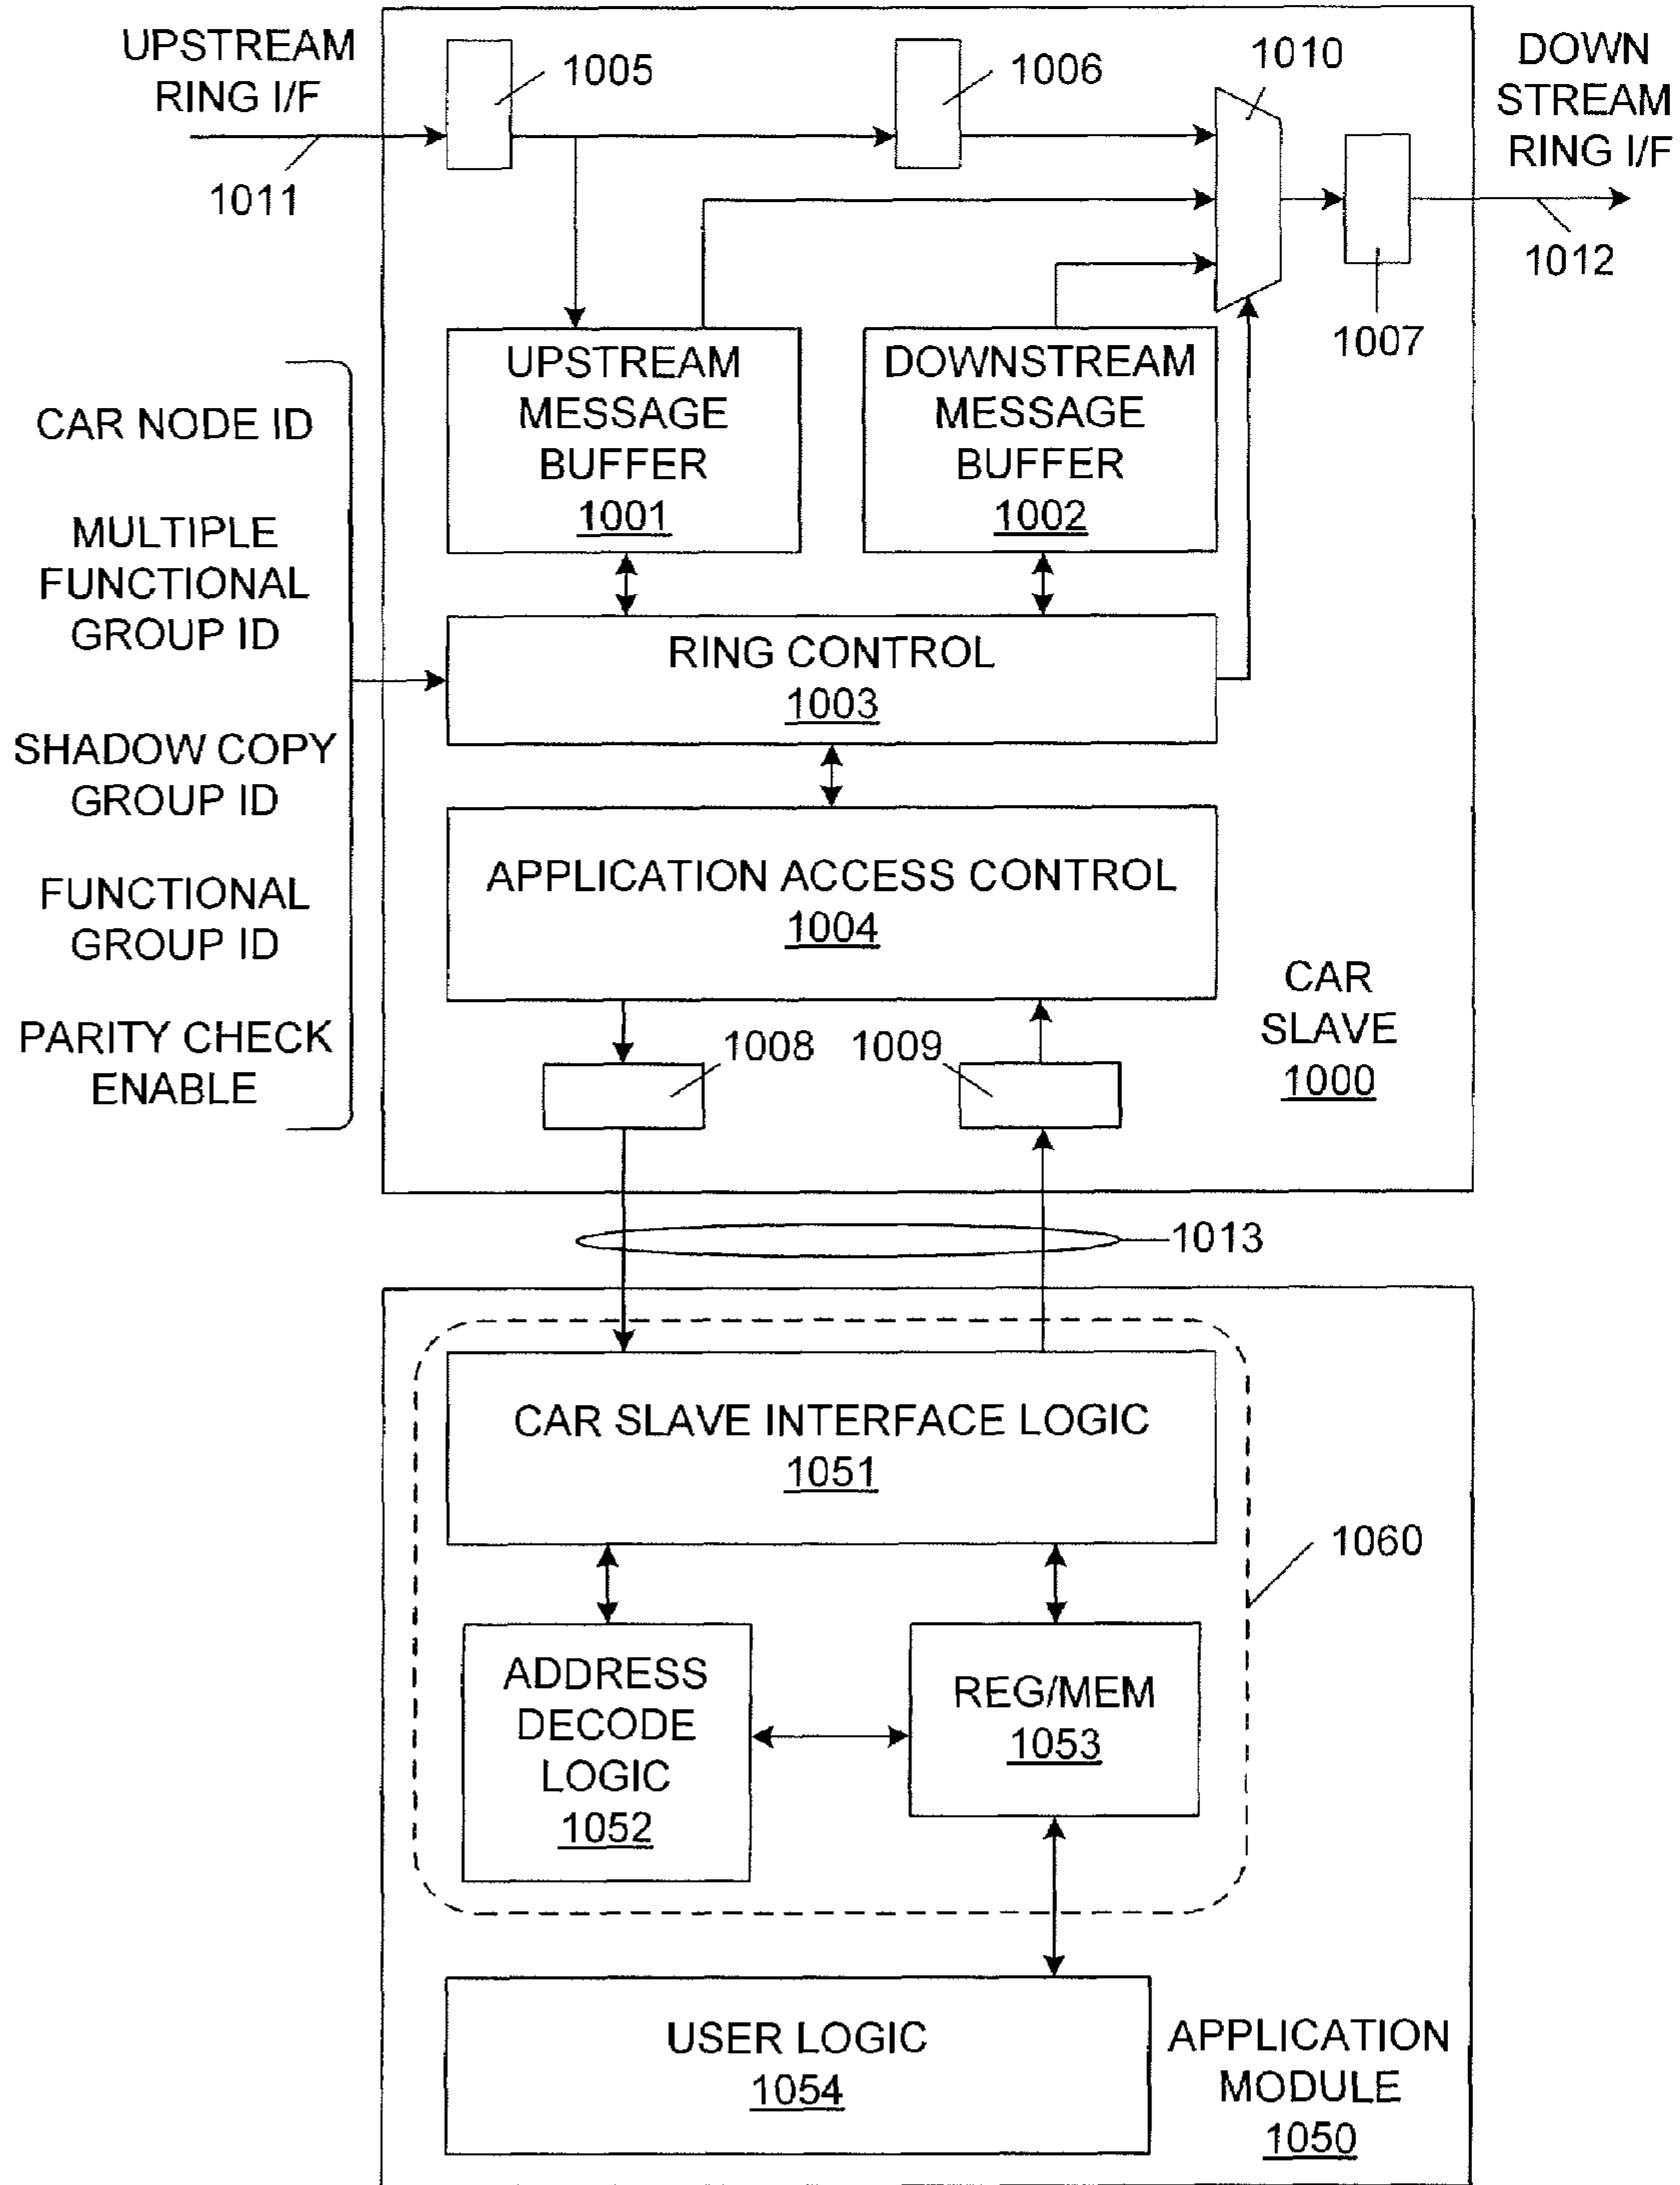 UPSTREAM
RING I/F
1005
1006
1010
DOWN
STREAM
RING I/F
1011
1012
1007
UPSTREAM
MESSAGE
BUFFER
1001
DOWNSTREAM
MESSAGE
BUFFER
1002
CAR NODE ID
MULTIPLE
FUNCTIONAL
GROUP ID
SHADOW COPY
GROUP ID
FUNCTIONAL
GROUP ID
PARITY CHECK
ENABLE
RING CONTROL
1003
APPLICATION ACCESS CONTROL
1004
CAR
SLAVE
1000
1008
1009
1013
CAR SLAVE INTERFACE LOGIC
1051
1060
ADDRESS
DECODE
LOGIC
1052
REG/MEM
1053
USER LOGIC
1054
APPLICATION
MODULE
1050